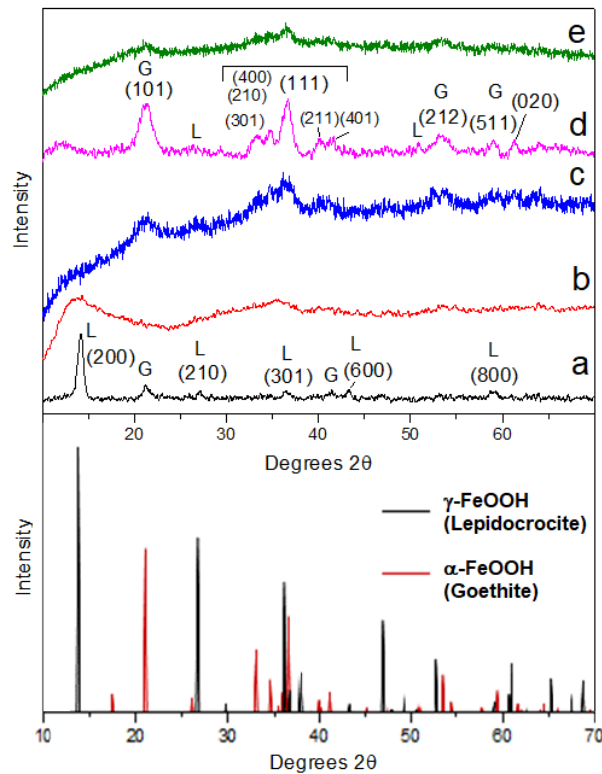 e
G
(101)
(400)
(210)
(301)
(111)
(211)(401)
G
(212)
G
(511)
(020)
L
L
d
c
b
L
(200)
G
L
(210)
L
(301)
G
L
(600)
L
(800)
a
Intensity
20 30 40 50 60
Degrees 2θ
γ-FeOOH
(Lepidocrocite)
α-FeOOH
(Goethite)
Intensity
10 20 30 40 50 60 70
Degrees 2θ